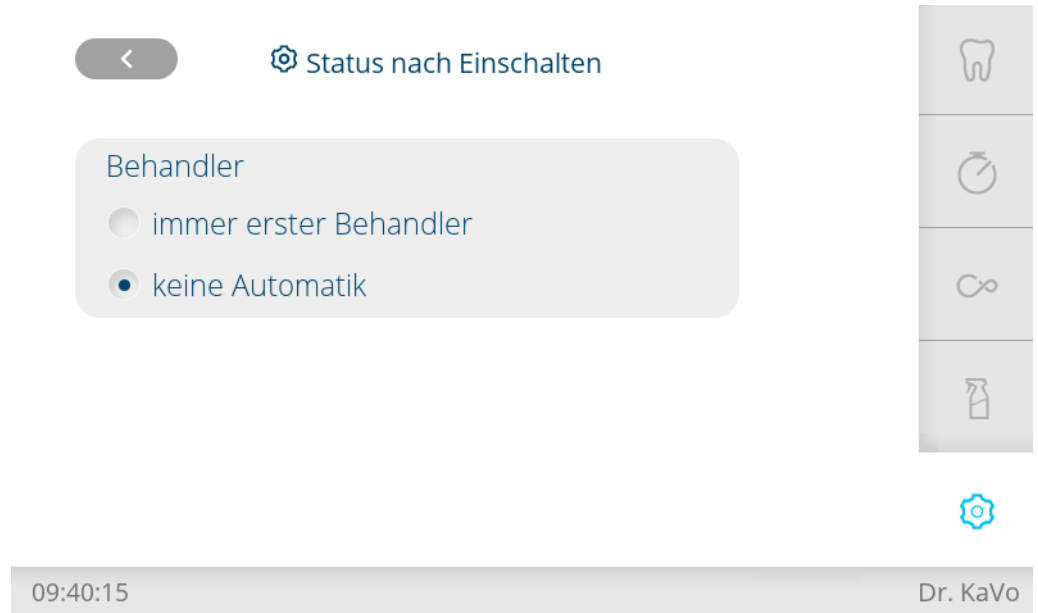 Status nach Einschalten
Behandler
immer erster Behandler
keine Automatik
09:40:15
Dr. KaVo